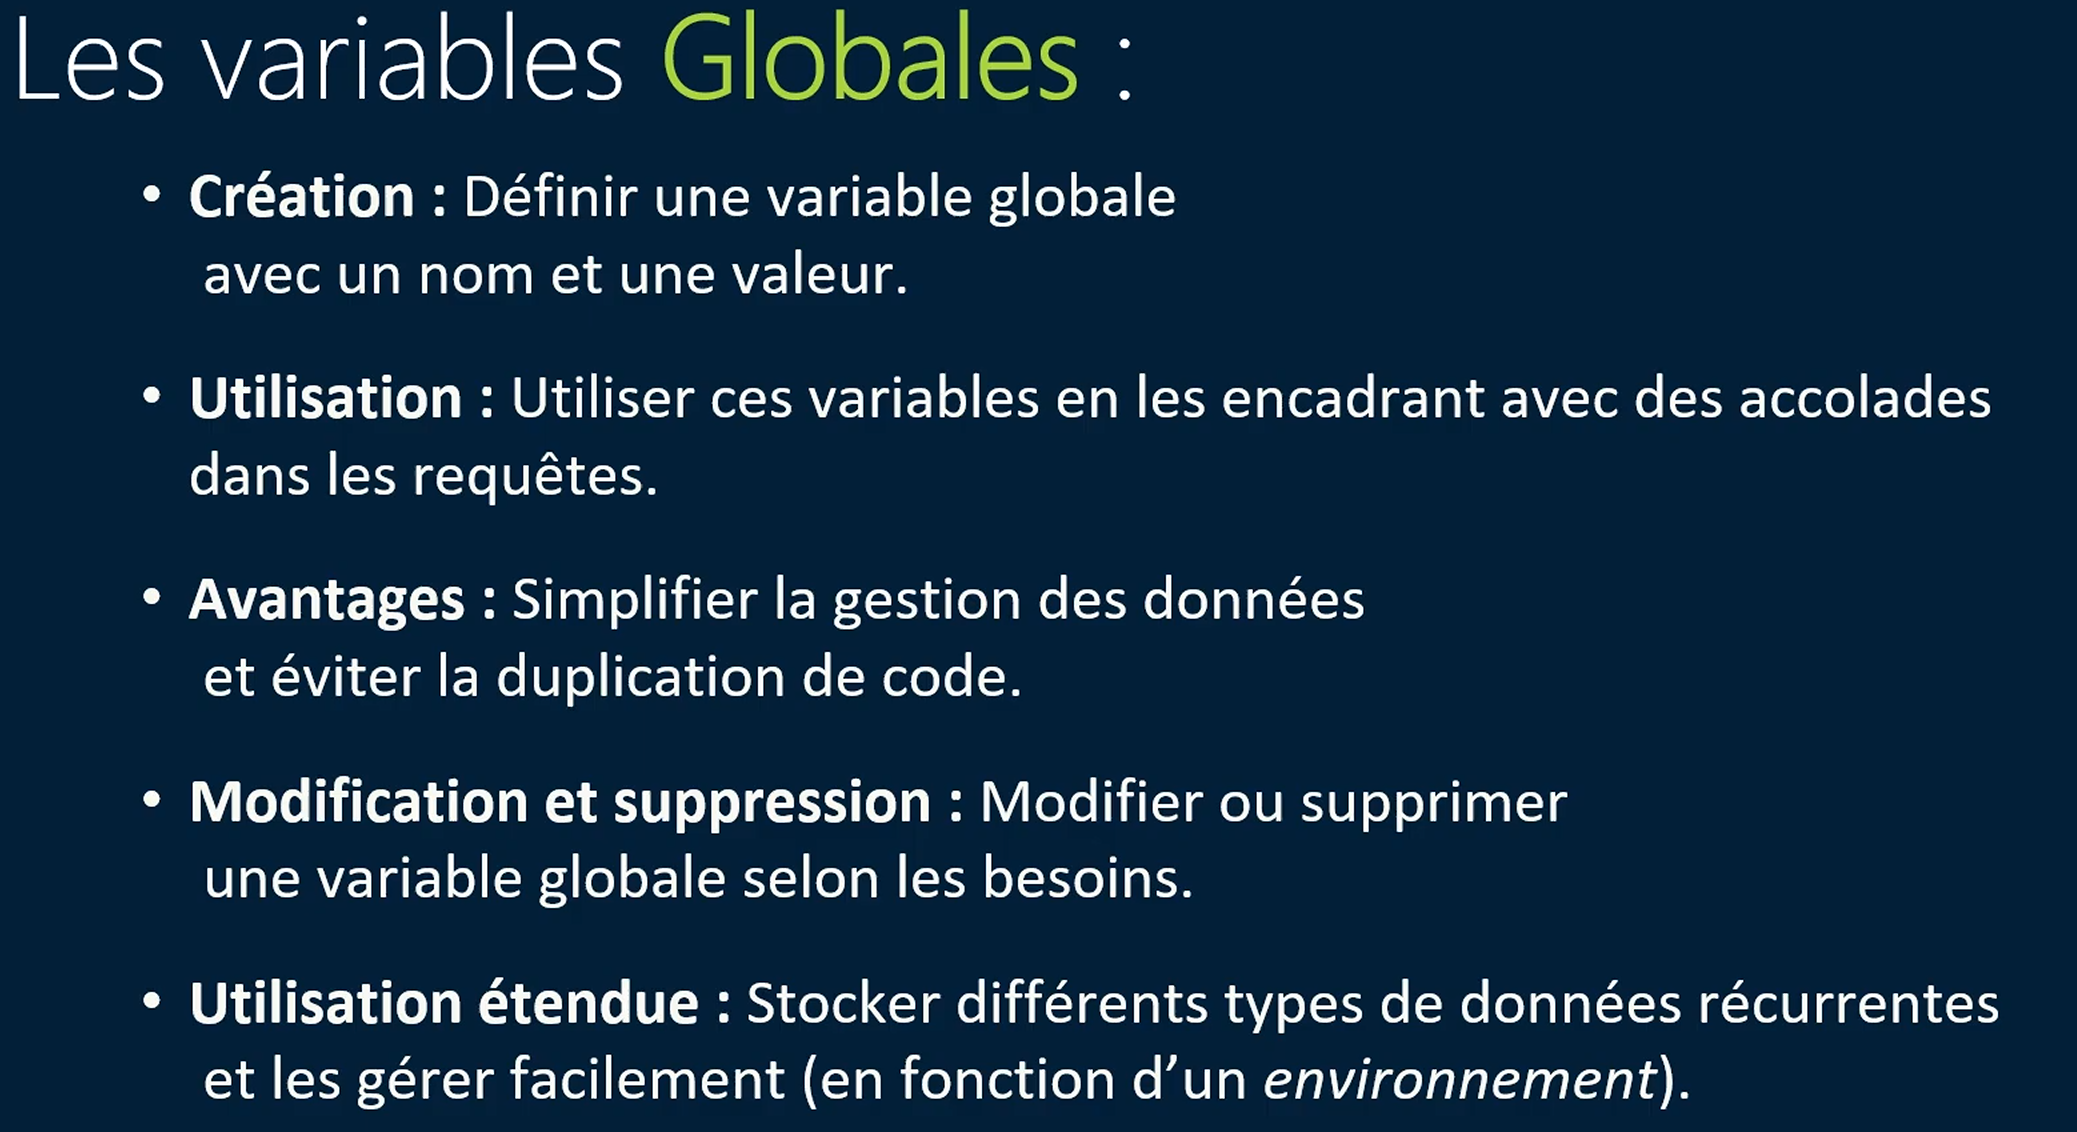 Les variables Globales :
• Création : Définir une variable globale
avec un nom et une valeur.
• Utilisation : Utiliser ces variables en les encadrant avec des accolades
dans les requêtes.
• Avantages : Simplifier la gestion des données
et éviter la duplication de code.
• Modification et suppression : Modifier ou supprimer
une variable globale selon les besoins.
• Utilisation étendue : Stocker différents types de données récurrentes
et les gérer facilement (en fonction d’un environnement).